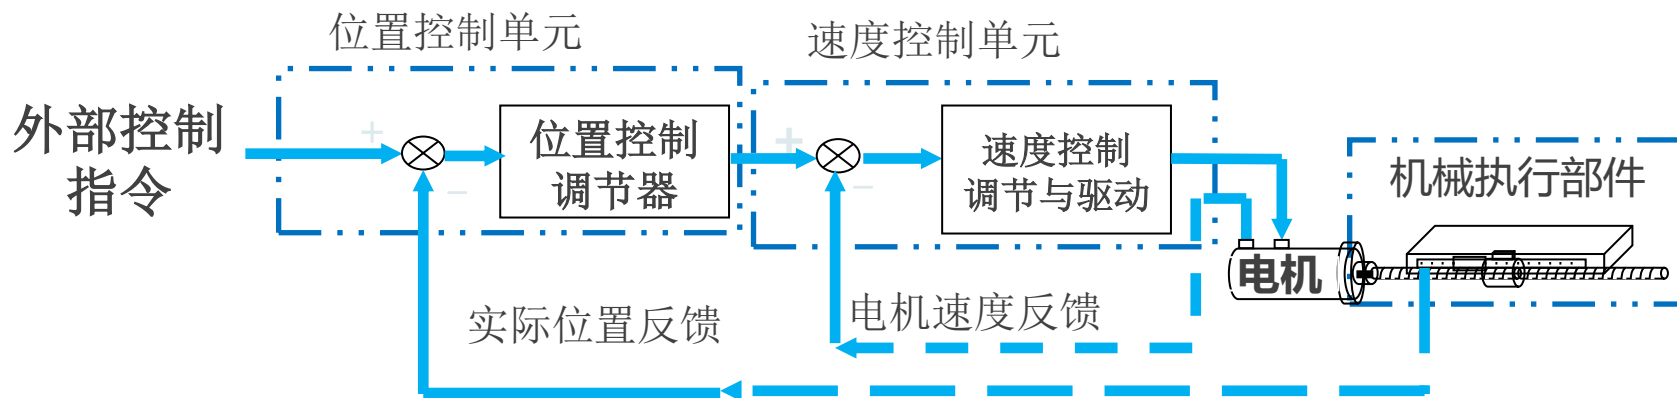 位置控制单元
速度控制单元
外部控制
指令
+
−
位置控制
调节器
+
−
速度控制
调节与驱动
机械执行部件
电机
实际位置反馈
电机速度反馈